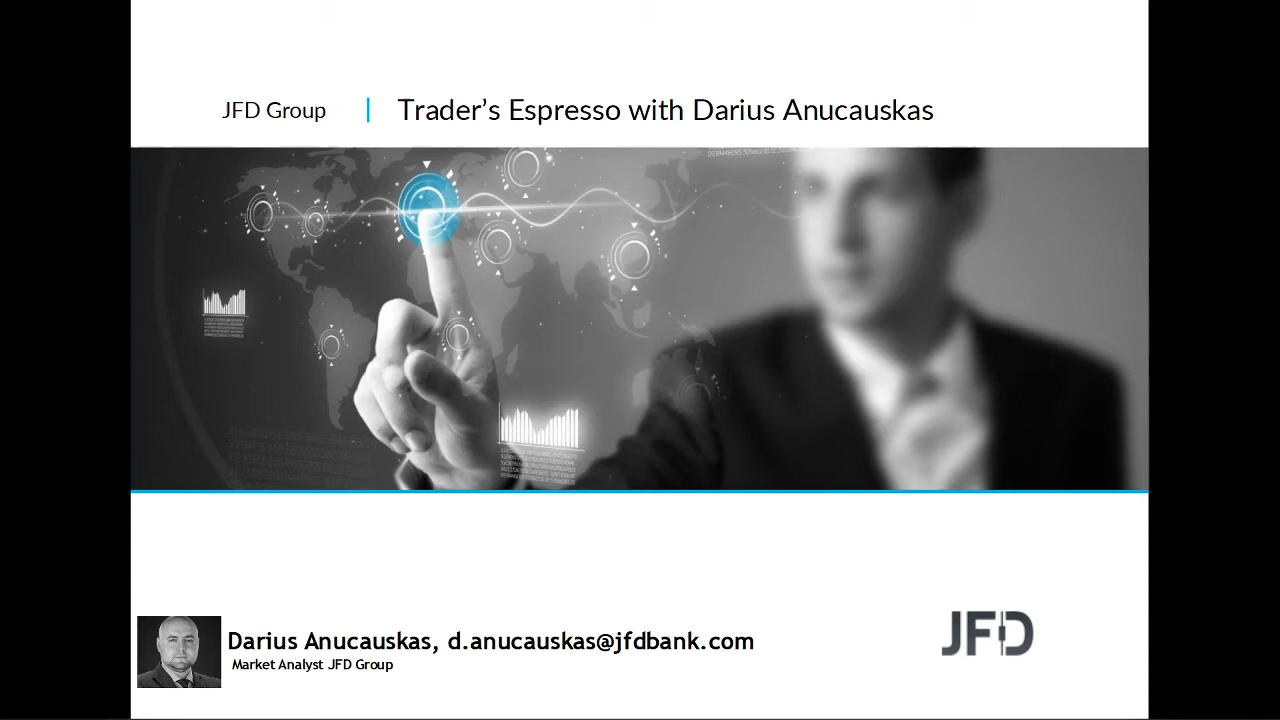 JFD Group
Trader's Espresso with Darius Anucauskas
Darius Anucauskas, d.anucauskas@jfdbank.com
Market Analyst JFD Group
JFD